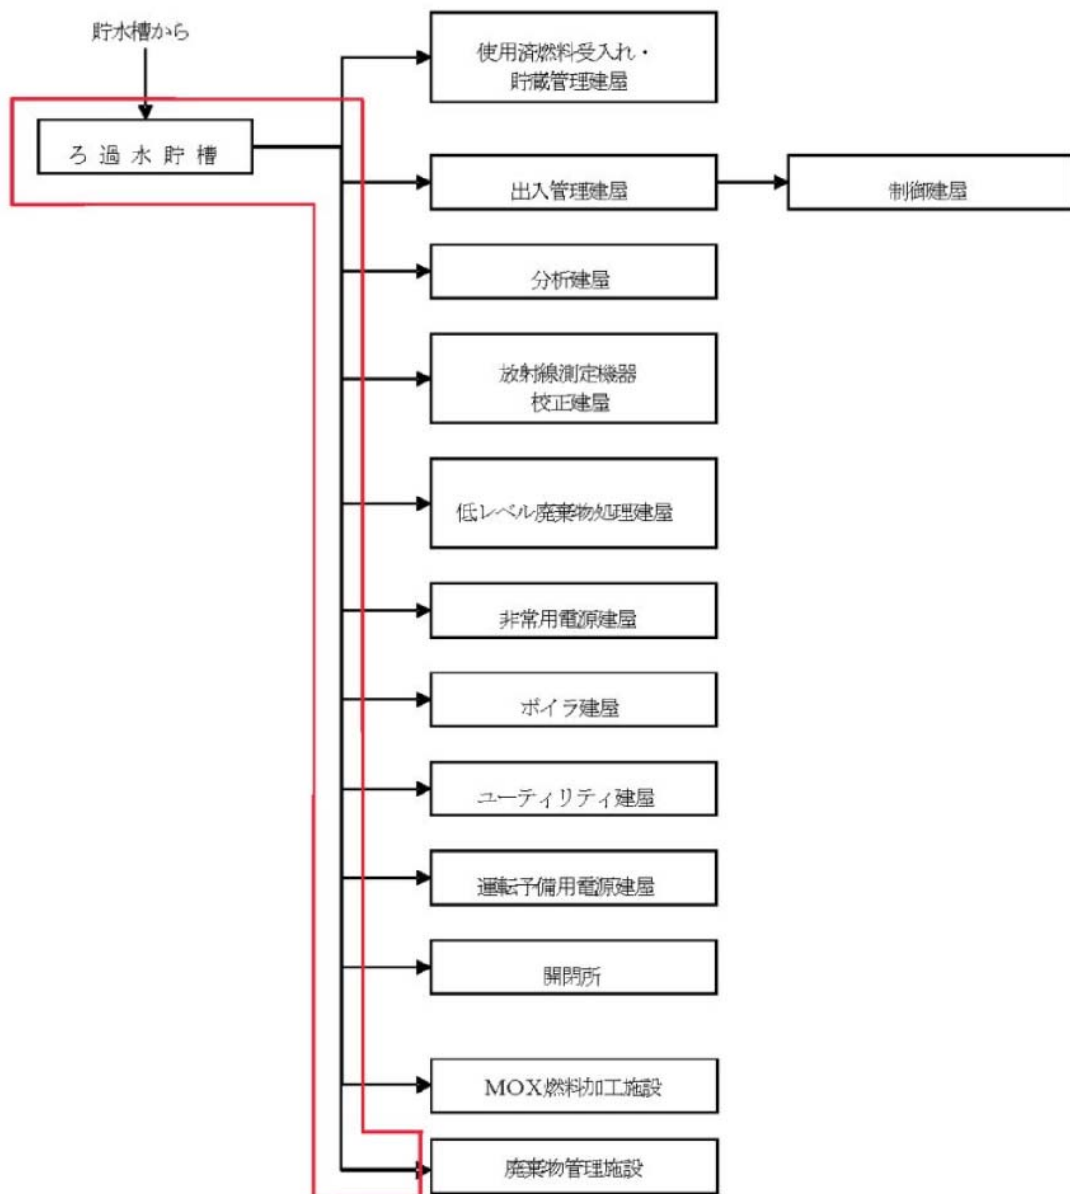 貯水槽から
ろ過水貯槽
使用済燃料受入れ・
貯蔵管理建屋
出入管理建屋
制御建屋
分析建屋
放射線測定機器
校正建屋
低レベル廃棄物処理建屋
非常用電源建屋
ボイラ建屋
ユーティリティ建屋
運転予備用電源建屋
開閉所
MOX燃料加工施設
廃棄物管理施設